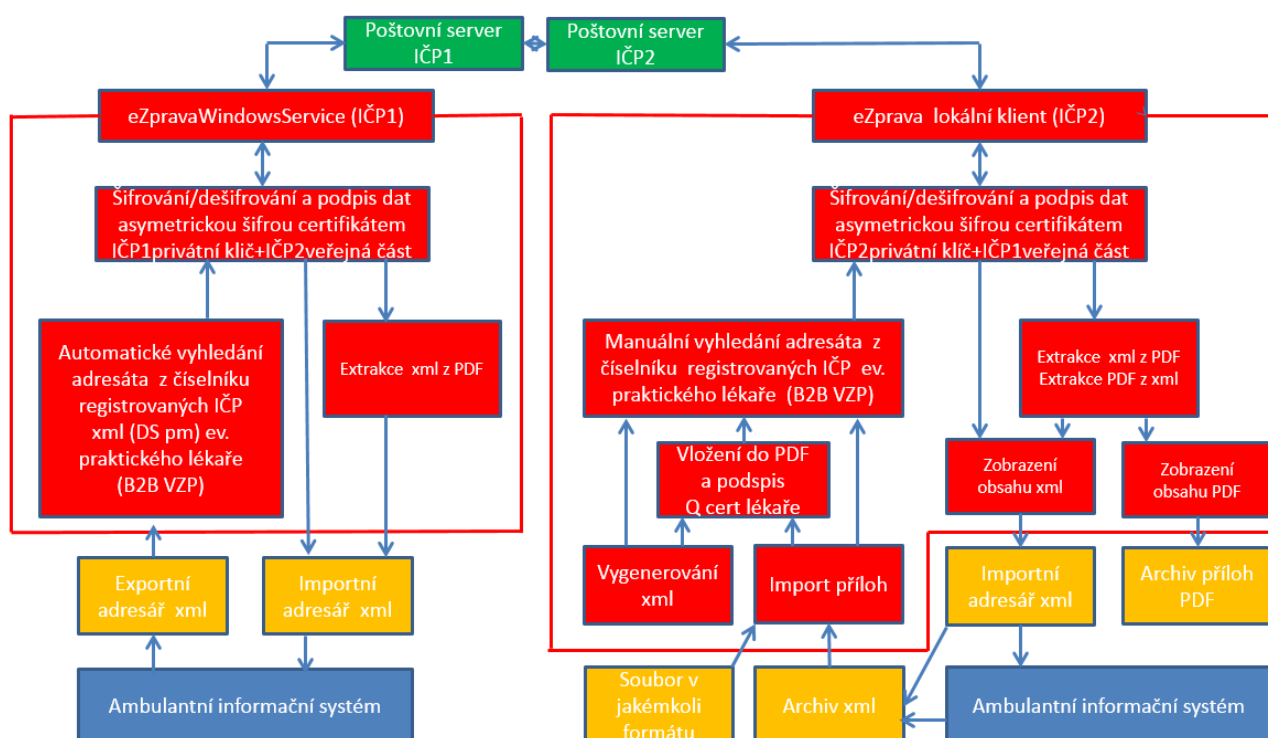 Poštovní server
IČP1
Poštovní server
IČP2
eZpravaWindowsService (IČP1)
eZprava  lokální klient (IČP2)
Šifrování/dešifrování a podpis dat
asymetrickou šifrou certifikátem
IČP1privátní klič+IČP2veřejná část
Šifrování/dešifrování a podpis dat
asymetrickou šifrou certifikátem
IČP2privátní klíč+IČP1veřejná část
Automatické vyhledání
adresáta  z číselníku
registrovaných IČP
xml (DS pm) ev.
praktického lékaře
(B2B VZP)
Extrakce  xml z PDF
Manuální vyhledání adresáta  z
číselníku  registrovaných IČP  ev.
praktického lékaře  (B2B VZP)
Extrakce  xml z PDF
Extrakce PDF z xml
Vložení do PDF
a podspis
Q cert lékaře
Zobrazení
obsahu xml
Zobrazení
obsahu PDF
Exportní
adresář  xml
Importní
adresář  xml
Vygenerování
xml
Import příloh
Importní
adresář xml
Archiv příloh
PDF
Ambulantní informační systém
Soubor v
jakémkoli
formátu
Archiv xml
Ambulantní informační systém